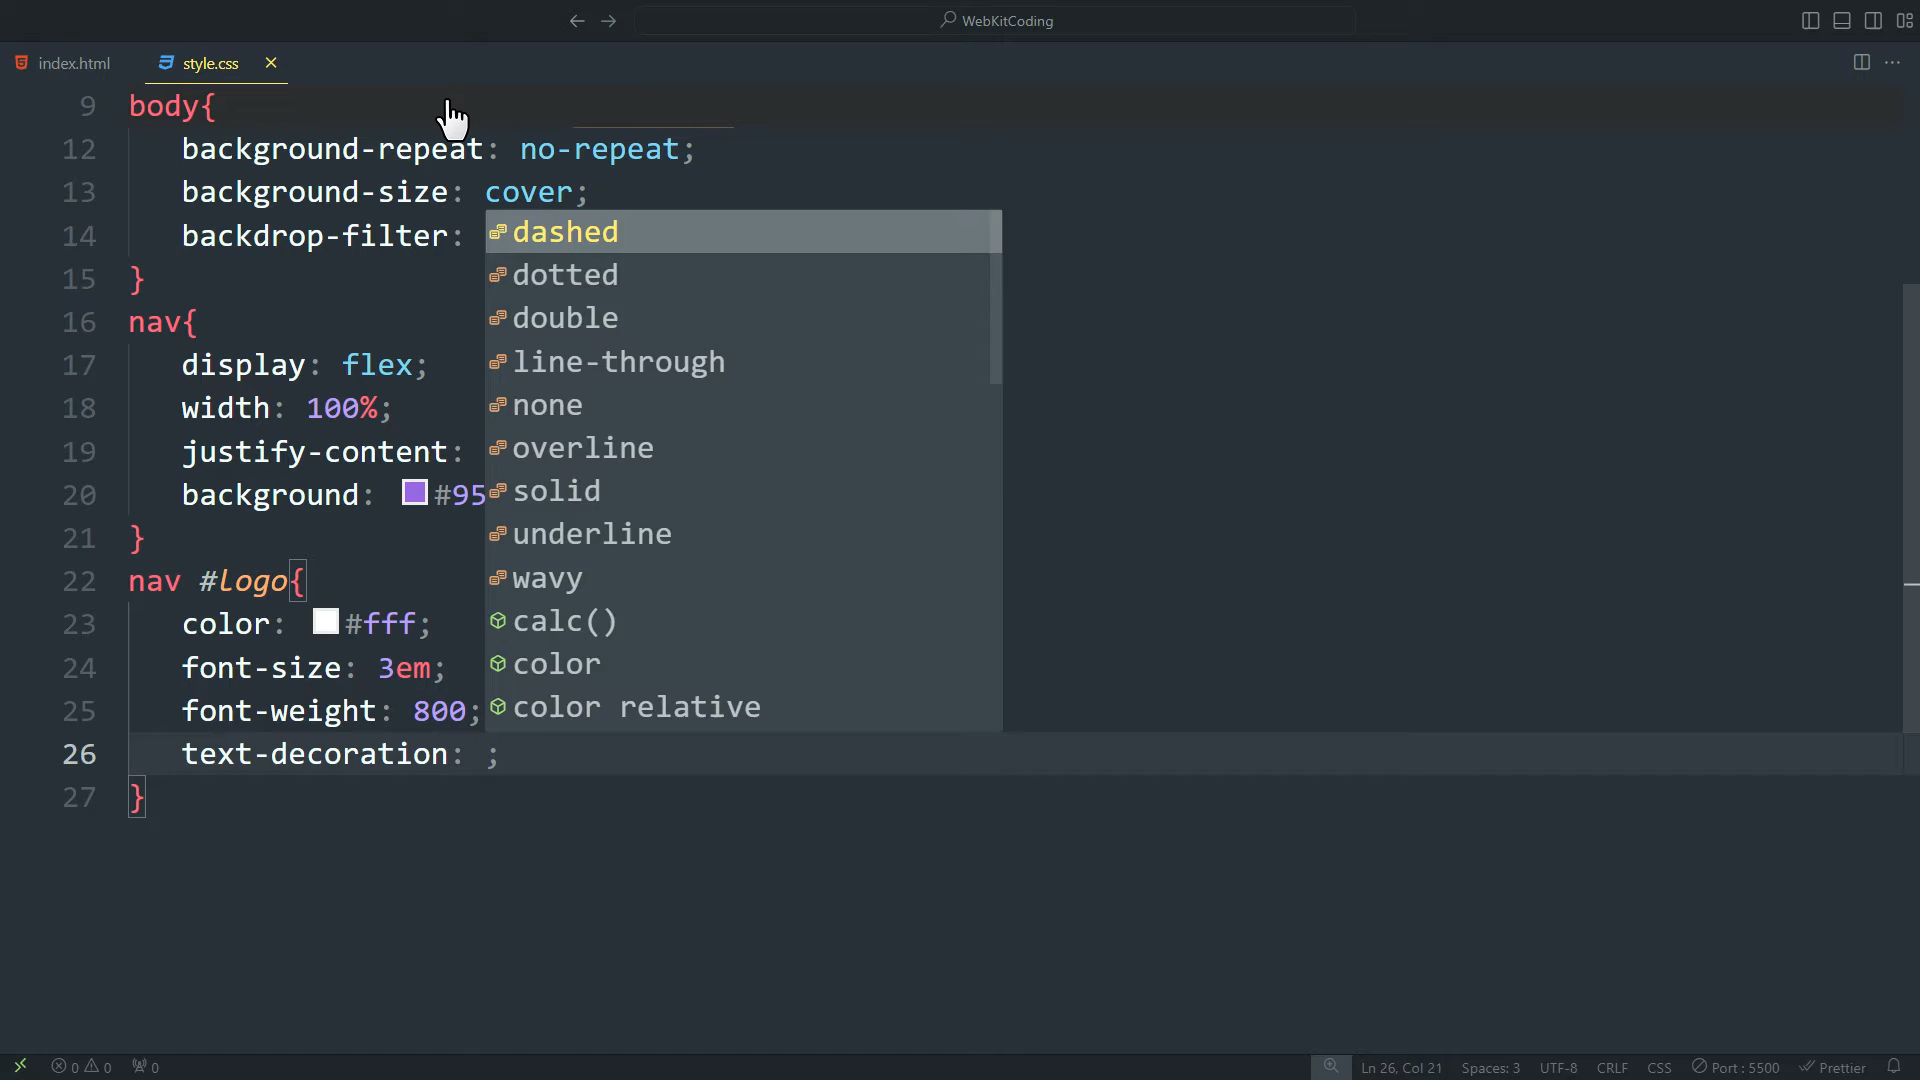 WebKitCoding
index.html
style.css
9 body{
12 background-repeat: no-repeat;
13 background-size: cover;
14 backdrop-filter:
15 }
16 nav{
17 display: flex;
18 width: 100%;
19 justify-content:
20 background: #95
21 }
22 nav #logo{
23 color: #fff;
24 font-size: 3em;
25 font-weight: 800;
26 text-decoration: ;
27 }
dashed
dotted
double
line-through
none
overline
solid
underline
wavy
calc()
color
color relative
0 0 0
Ln 26, Col 21 Spaces: 3 UTF-8 CRLF CSS Port : 5500 Prettier